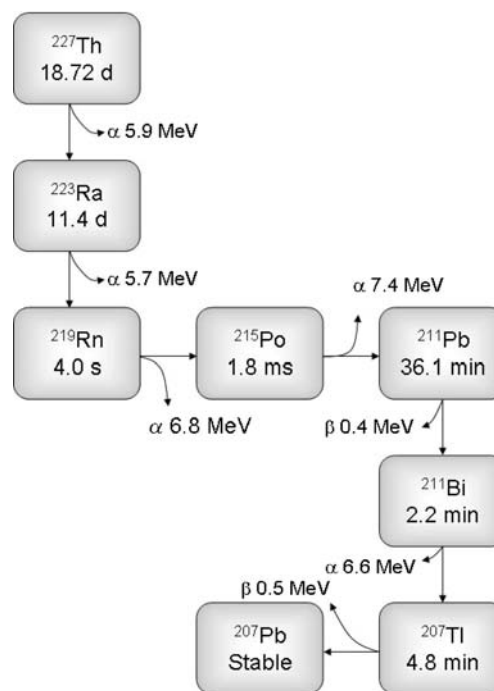 ²²⁷Th
18.72 d
α 5.9 MeV
²²³Ra
11.4 d
α 5.7 MeV
²¹⁹Rn
4.0 s
α 6.8 MeV
²¹⁵Po
1.8 ms
α 7.4 MeV
²¹¹Pb
36.1 min
β 0.4 MeV
²¹¹Bi
2.2 min
α 6.6 MeV
²⁰⁷Tl
4.8 min
β 0.5 MeV
²⁰⁷Pb
Stable